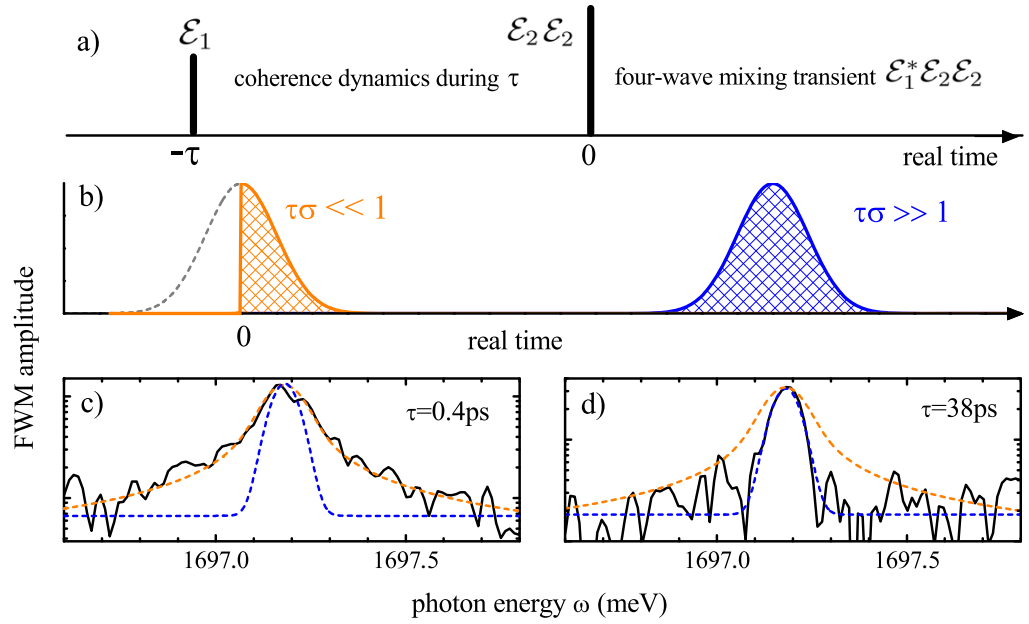 a)
ℰ₁
ℰ₂ℰ₂
coherence dynamics during τ
four-wave mixing transient ℰ₁*ℰ₂ℰ₂
-τ
0
real time
b)
τσ << 1
τσ >> 1
0
real time
FWM amplitude
c)
τ=0.4ps
d)
τ=38ps
1697.0
1697.5
1697.0
1697.5
photon energy ω (meV)